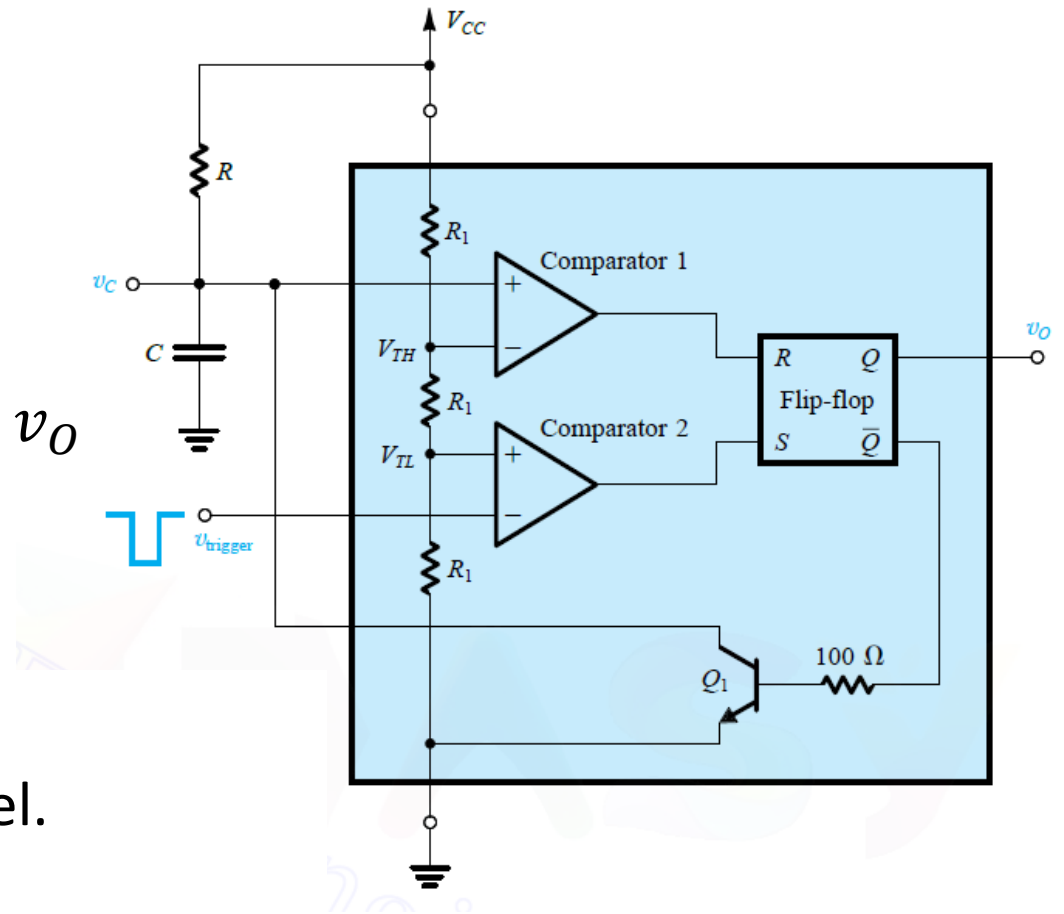 V_CC
R
R_1
Comparator 1
v_C
+
v_O
V_TH
−
R Q
C
R_1
Flip-flop
v_O
Comparator 2
V_TL
+
S Q̅
−
v_trigger
R_1
100 Ω
Q_1
el.